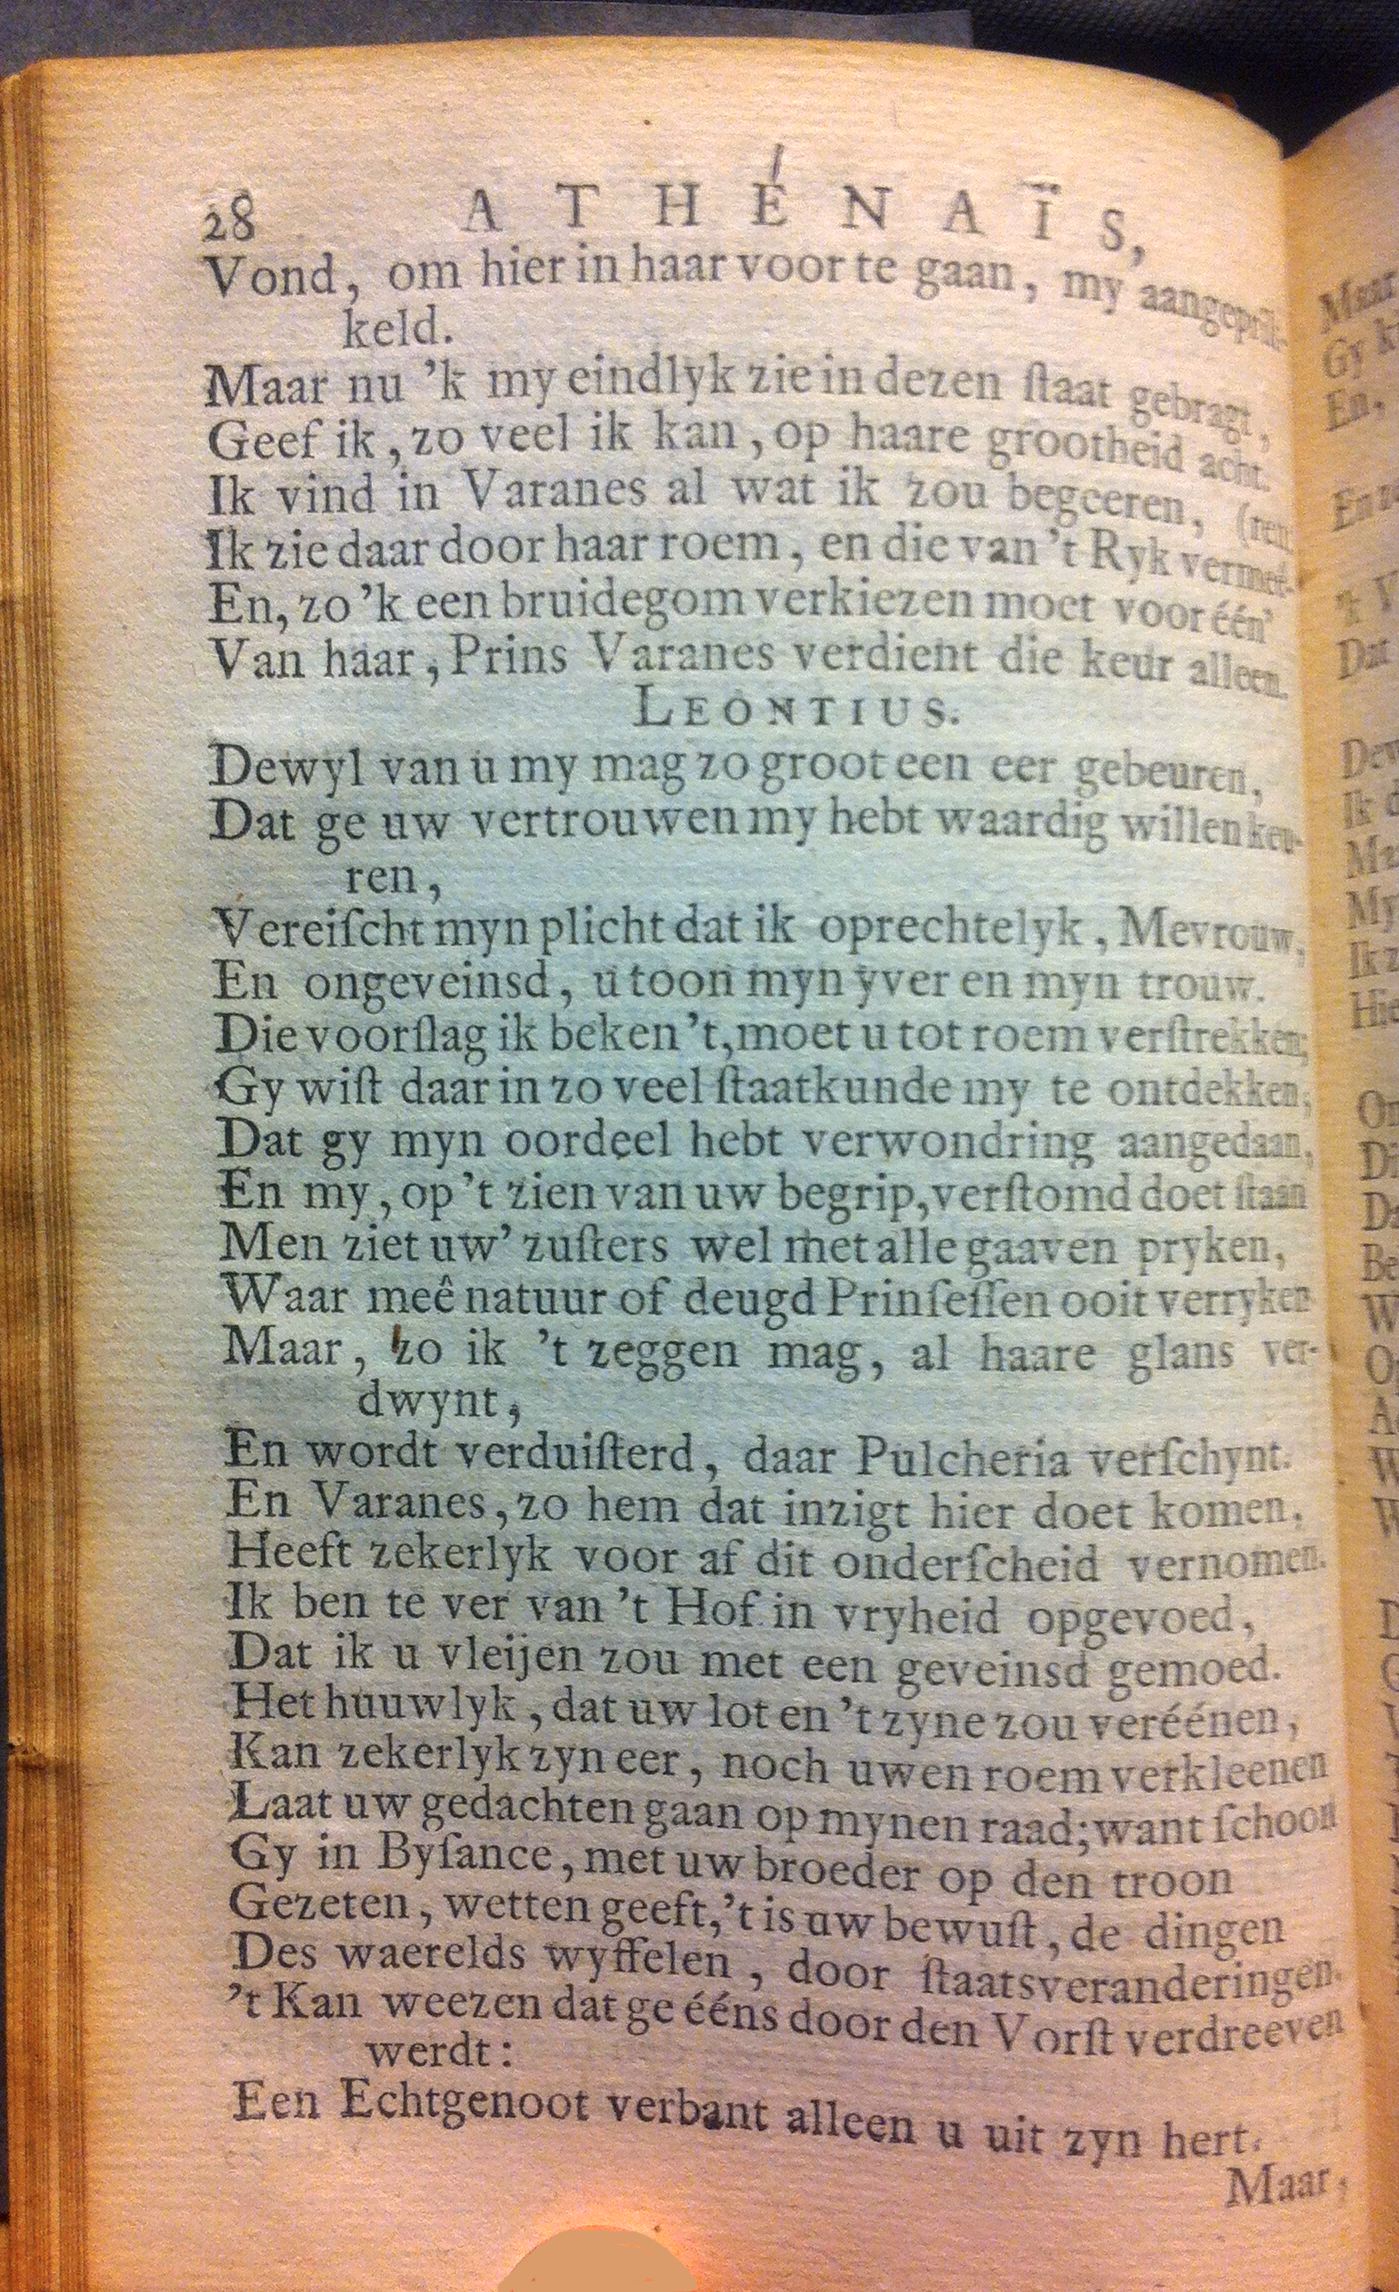 28 ATHÉNAÏS,
Vond, om hier in haar voor te gaan, my aangeprik-
keld.
Maar nu 'k my eindlyk zie in dezen ſtaat gebragt,
Geef ik, zo veel ik kan, op haare grootheid acht.
Ik vind in Varanes al wat ik zou begeeren, (ren
Ik zie daar door haar roem, en die van 't Ryk vermee-
En, zo 'k een bruidegom verkiezen moet voor één'
Van haar, Prins Varanes verdient die keur alleen.
LEONTIUS.
Dewyl van u my mag zo groot een eer gebeuren,
Dat ge uw vertrouwen my hebt waardig willen keu-
ren,
Vereiſcht myn plicht dat ik oprechtelyk, Mevrouw,
En ongeveinsd, u toon myn yver en myn trouw.
Die voorſlag ik beken 't, moet u tot roem verſtrekken;
Gy wiſt daar in zo veel ſtaatkunde my te ontdekken,
Dat gy myn oordeel hebt verwondring aangedaan,
En my, op 't zien van uw begrip, verſtomd doet ſtaan
Men ziet uw' zuſters wel met alle gaaven pryken,
Waar meê natuur of deugd Prinſeſſen ooit verryken
Maar, zo ik 't zeggen mag, al haare glans ver-
dwynt,
En wordt verduiſterd, daar Pulcheria verſchynt.
En Varanes, zo hem dat inzigt hier doet komen,
Heeft zekerlyk voor af dit onderſcheid vernomen.
Ik ben te ver van 't Hof in vryheid opgevoed,
Dat ik u vleijen zou met een geveinsd gemoed.
Het huuwlyk, dat uw lot en 't zyne zou veréénen,
Kan zekerlyk zyn eer, noch uwen roem verkleenen
Laat uw gedachten gaan op mynen raad; want ſchoon
Gy in Byſance, met uw broeder op den troon
Gezeten, wetten geeft, 't is uw bewuſt, de dingen
Des waerelds wyffelen, door ſtaatsveranderingen.
't Kan weezen dat ge ééns door den Vorſt verdreeven
werdt:
Een Echtgenoot verbant alleen u uit zyn hert.
Maar,